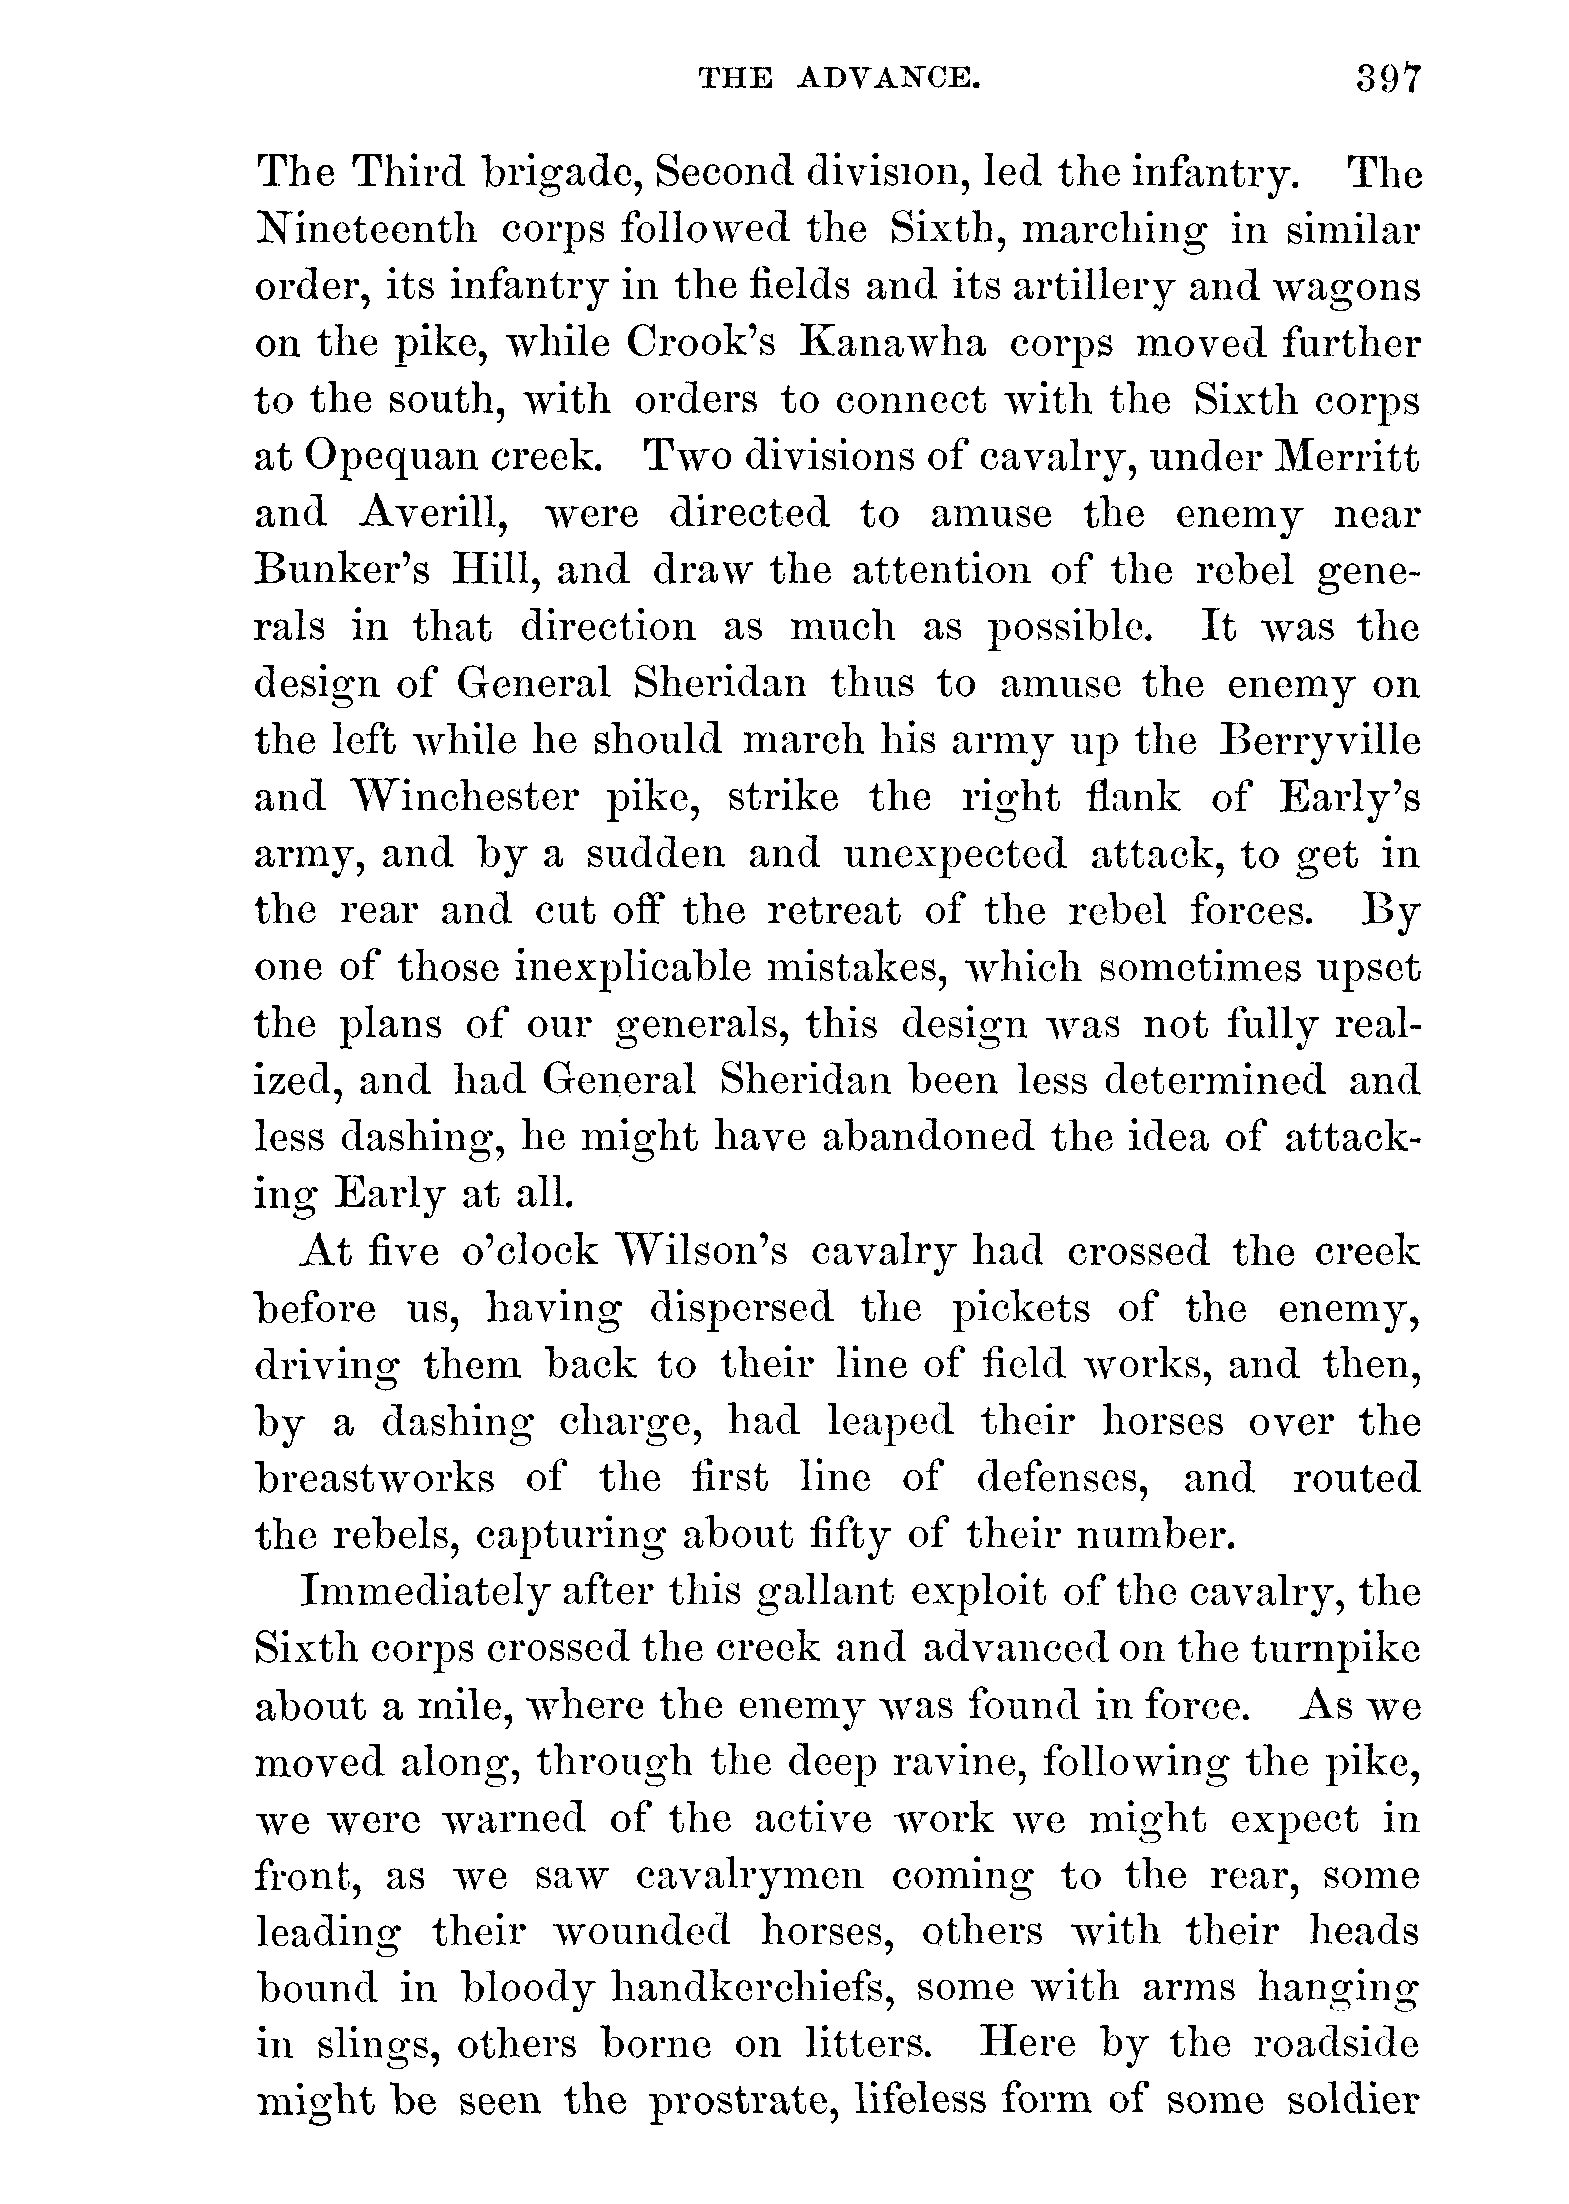 THE ADVANCE. 397
The Third brigade, Second division, led the infantry. The
Nineteenth corps followed the Sixth, marching in similar
order, its infantry in the fields and its artillery and wagons
on the pike, while Crook's Kanawha corps moved further
to the south, with orders to connect with the Sixth corps
at Opequan creek. Two divisions of cavalry, under Merritt
and Averill, were directed to amuse the enemy near
Bunker's Hill, and draw the attention of the rebel gene-
rals in that direction as much as possible. It was the
design of General Sheridan thus to amuse the enemy on
the left while he should march his army up the Berryville
and Winchester pike, strike the right flank of Early's
army, and by a sudden and unexpected attack, to get in
the rear and cut off the retreat of the rebel forces. By
one of those inexplicable mistakes, which sometimes upset
the plans of our generals, this design was not fully real-
ized, and had General Sheridan been less determined and
less dashing, he might have abandoned the idea of attack-
ing Early at all.
At five o'clock Wilson's cavalry had crossed the creek
before us, having dispersed the pickets of the enemy,
driving them back to their line of field works, and then,
by a dashing charge, had leaped their horses over the
breastworks of the first line of defenses, and routed
the rebels, capturing about fifty of their number.
Immediately after this gallant exploit of the cavalry, the
Sixth corps crossed the creek and advanced on the turnpike
about a mile, where the enemy was found in force. As we
moved along, through the deep ravine, following the pike,
we were warned of the active work we might expect in
front, as we saw cavalrymen coming to the rear, some
leading their wounded horses, others with their heads
bound in bloody handkerchiefs, some with arms hanging
in slings, others borne on litters. Here by the roadside
might be seen the prostrate, lifeless form of some soldier